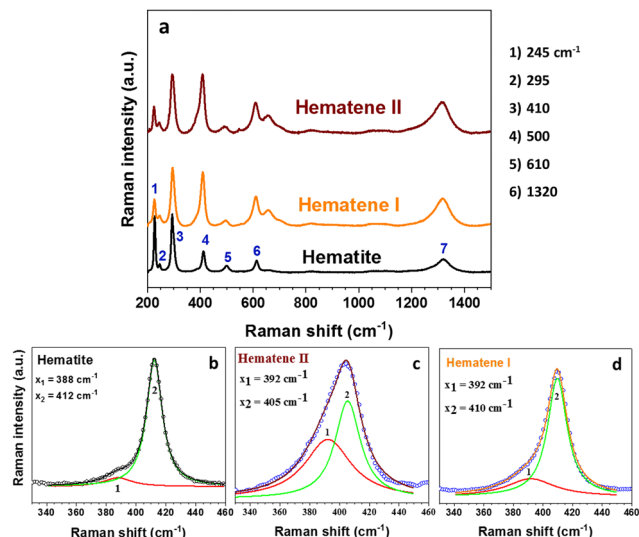 a
Raman intensity (a.u.)
Hematene II
Hematene I
Hematite
1
2
3
4
5
6
7
200 400 600 800 1000 1200 1400
Raman shift (cm-1)
1) 245 cm-1
2) 295
3) 410
4) 500
5) 610
6) 1320
Raman intensity (a.u.)
Hematite
b
x1 = 388 cm-1
x2 = 412 cm-1
2
1
340 360 380 400 420 440 460
Raman shift (cm-1)
Hematene II
c
x1 = 392 cm-1
x2 = 405 cm-1
1
2
340 360 380 400 420 440 460
Raman shift (cm-1)
Hematene I
d
x1 = 392 cm-1
x2 = 410 cm-1
2
1
340 360 380 400 420 440 460
Raman shift (cm-1)